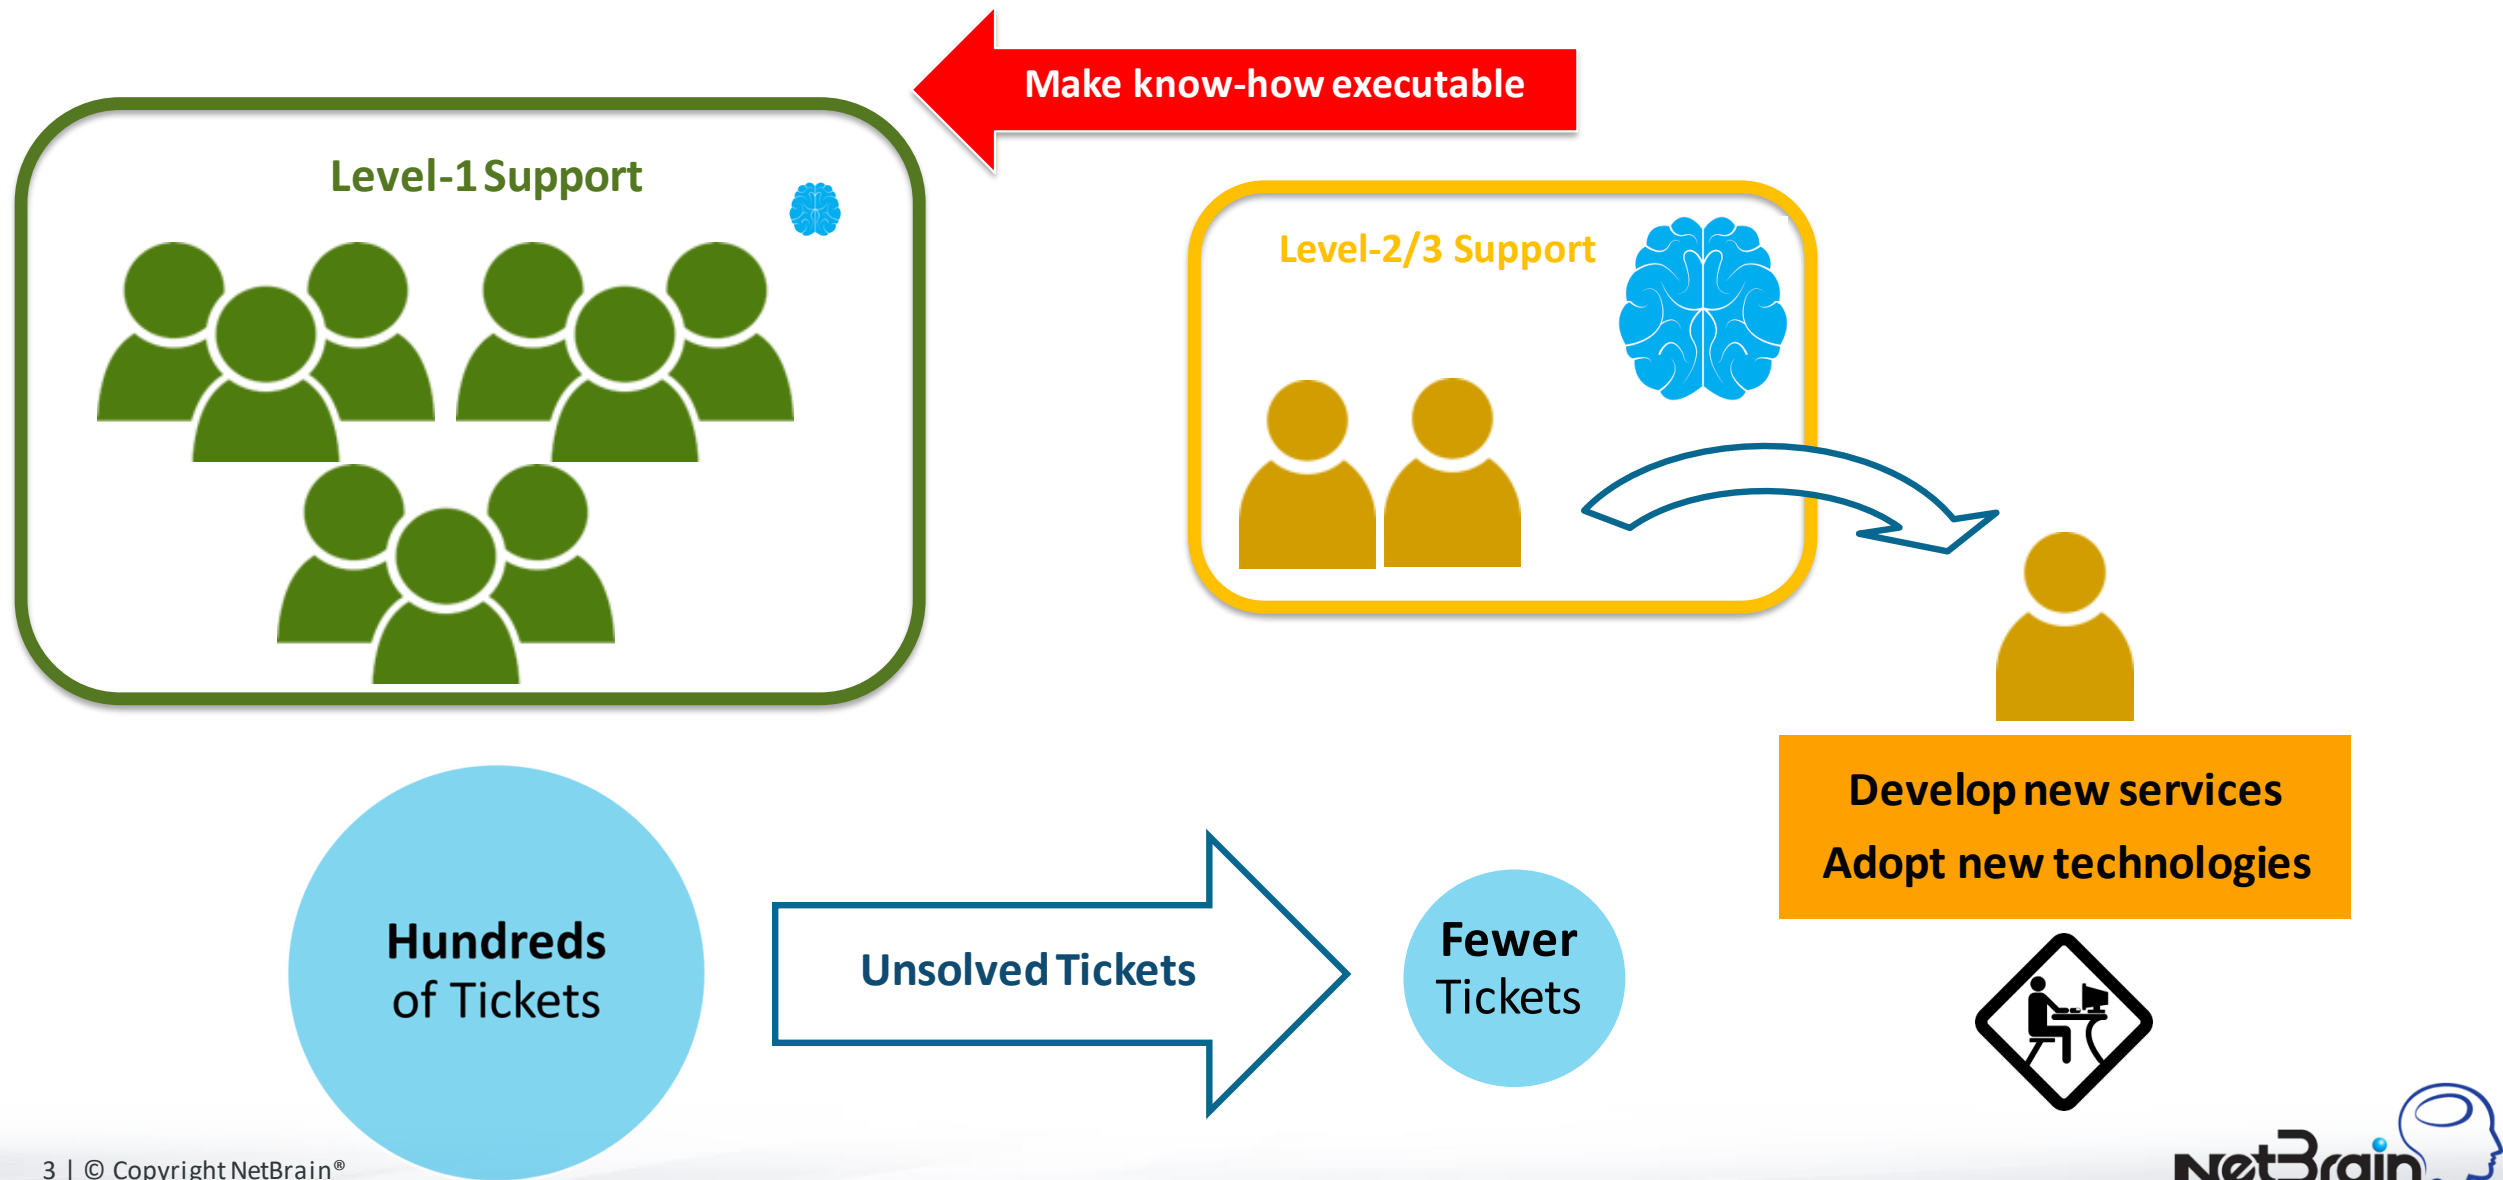 Make know-how executable
Level-1 Support
Level-2/3 Support
Develop new services
Adopt new technologies
Hundreds
of Tickets
Unsolved Tickets
Fewer
Tickets
3 | © Copyright NetBrain®
NetBrain